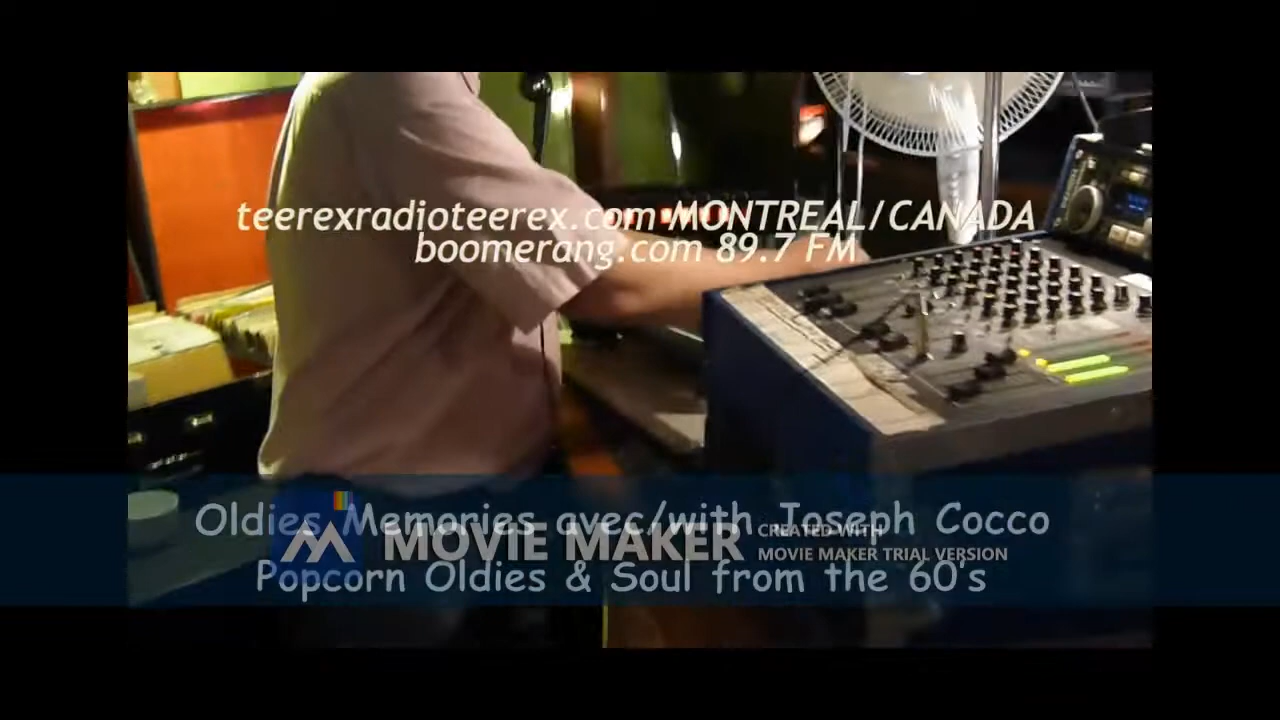 teerexradioteerex.com MONTREAL/CANADA
boomerang.com 89.7 FM
Oldies Memories avec/with Joseph Cocco
MOVIE MAKER
CREATED WITH
MOVIE MAKER TRIAL VERSION
Popcorn Oldies & Soul from the 60's